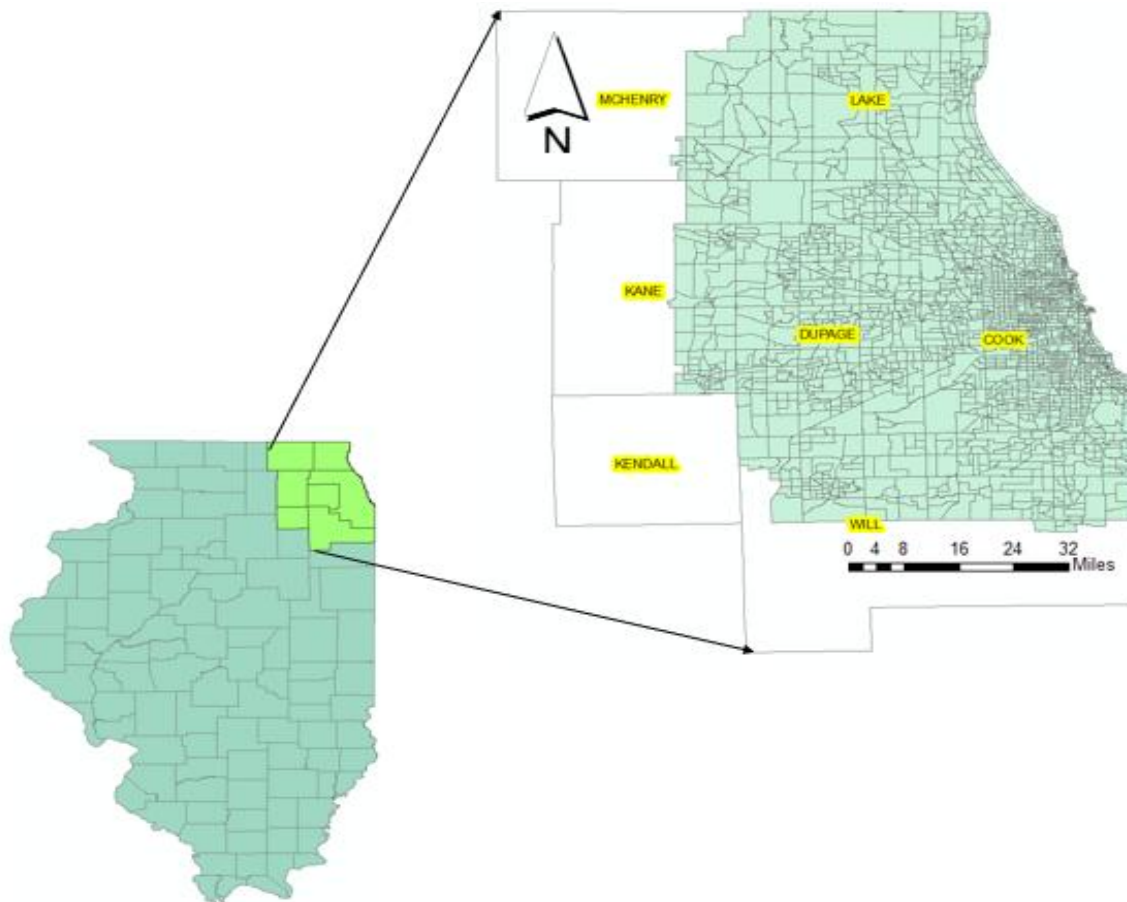 MCHENRY
LAKE
N
KANE
DUPAGE
COOK
KENDALL
WILL
0 4 8 16 24 32
Miles